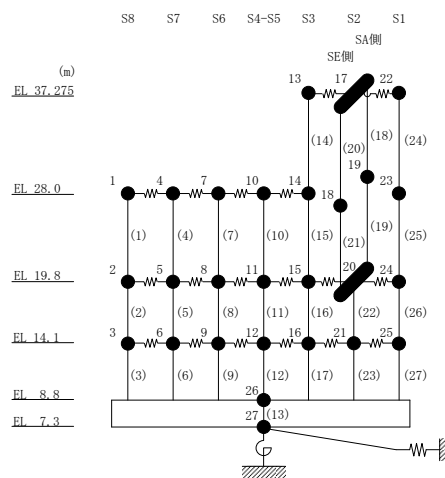 S8 S7 S6 S4-S5 S3 S2 S1
SA側
SE側
(m)
13 17 22
EL 37.275
(14) (20) (18) (24)
19
1 4 7 10 14 23
EL 28.0
18
(1) (4) (7) (10) (15) (21) (19) (25)
2 5 8 11 15 20 24
EL 19.8
(2) (5) (8) (11) (16) (22) (26)
3 6 9 12 16 21 25
EL 14.1
(3) (6) (9) (12) (17) (23) (27)
26
EL 8.8
(13)
27
EL 7.3